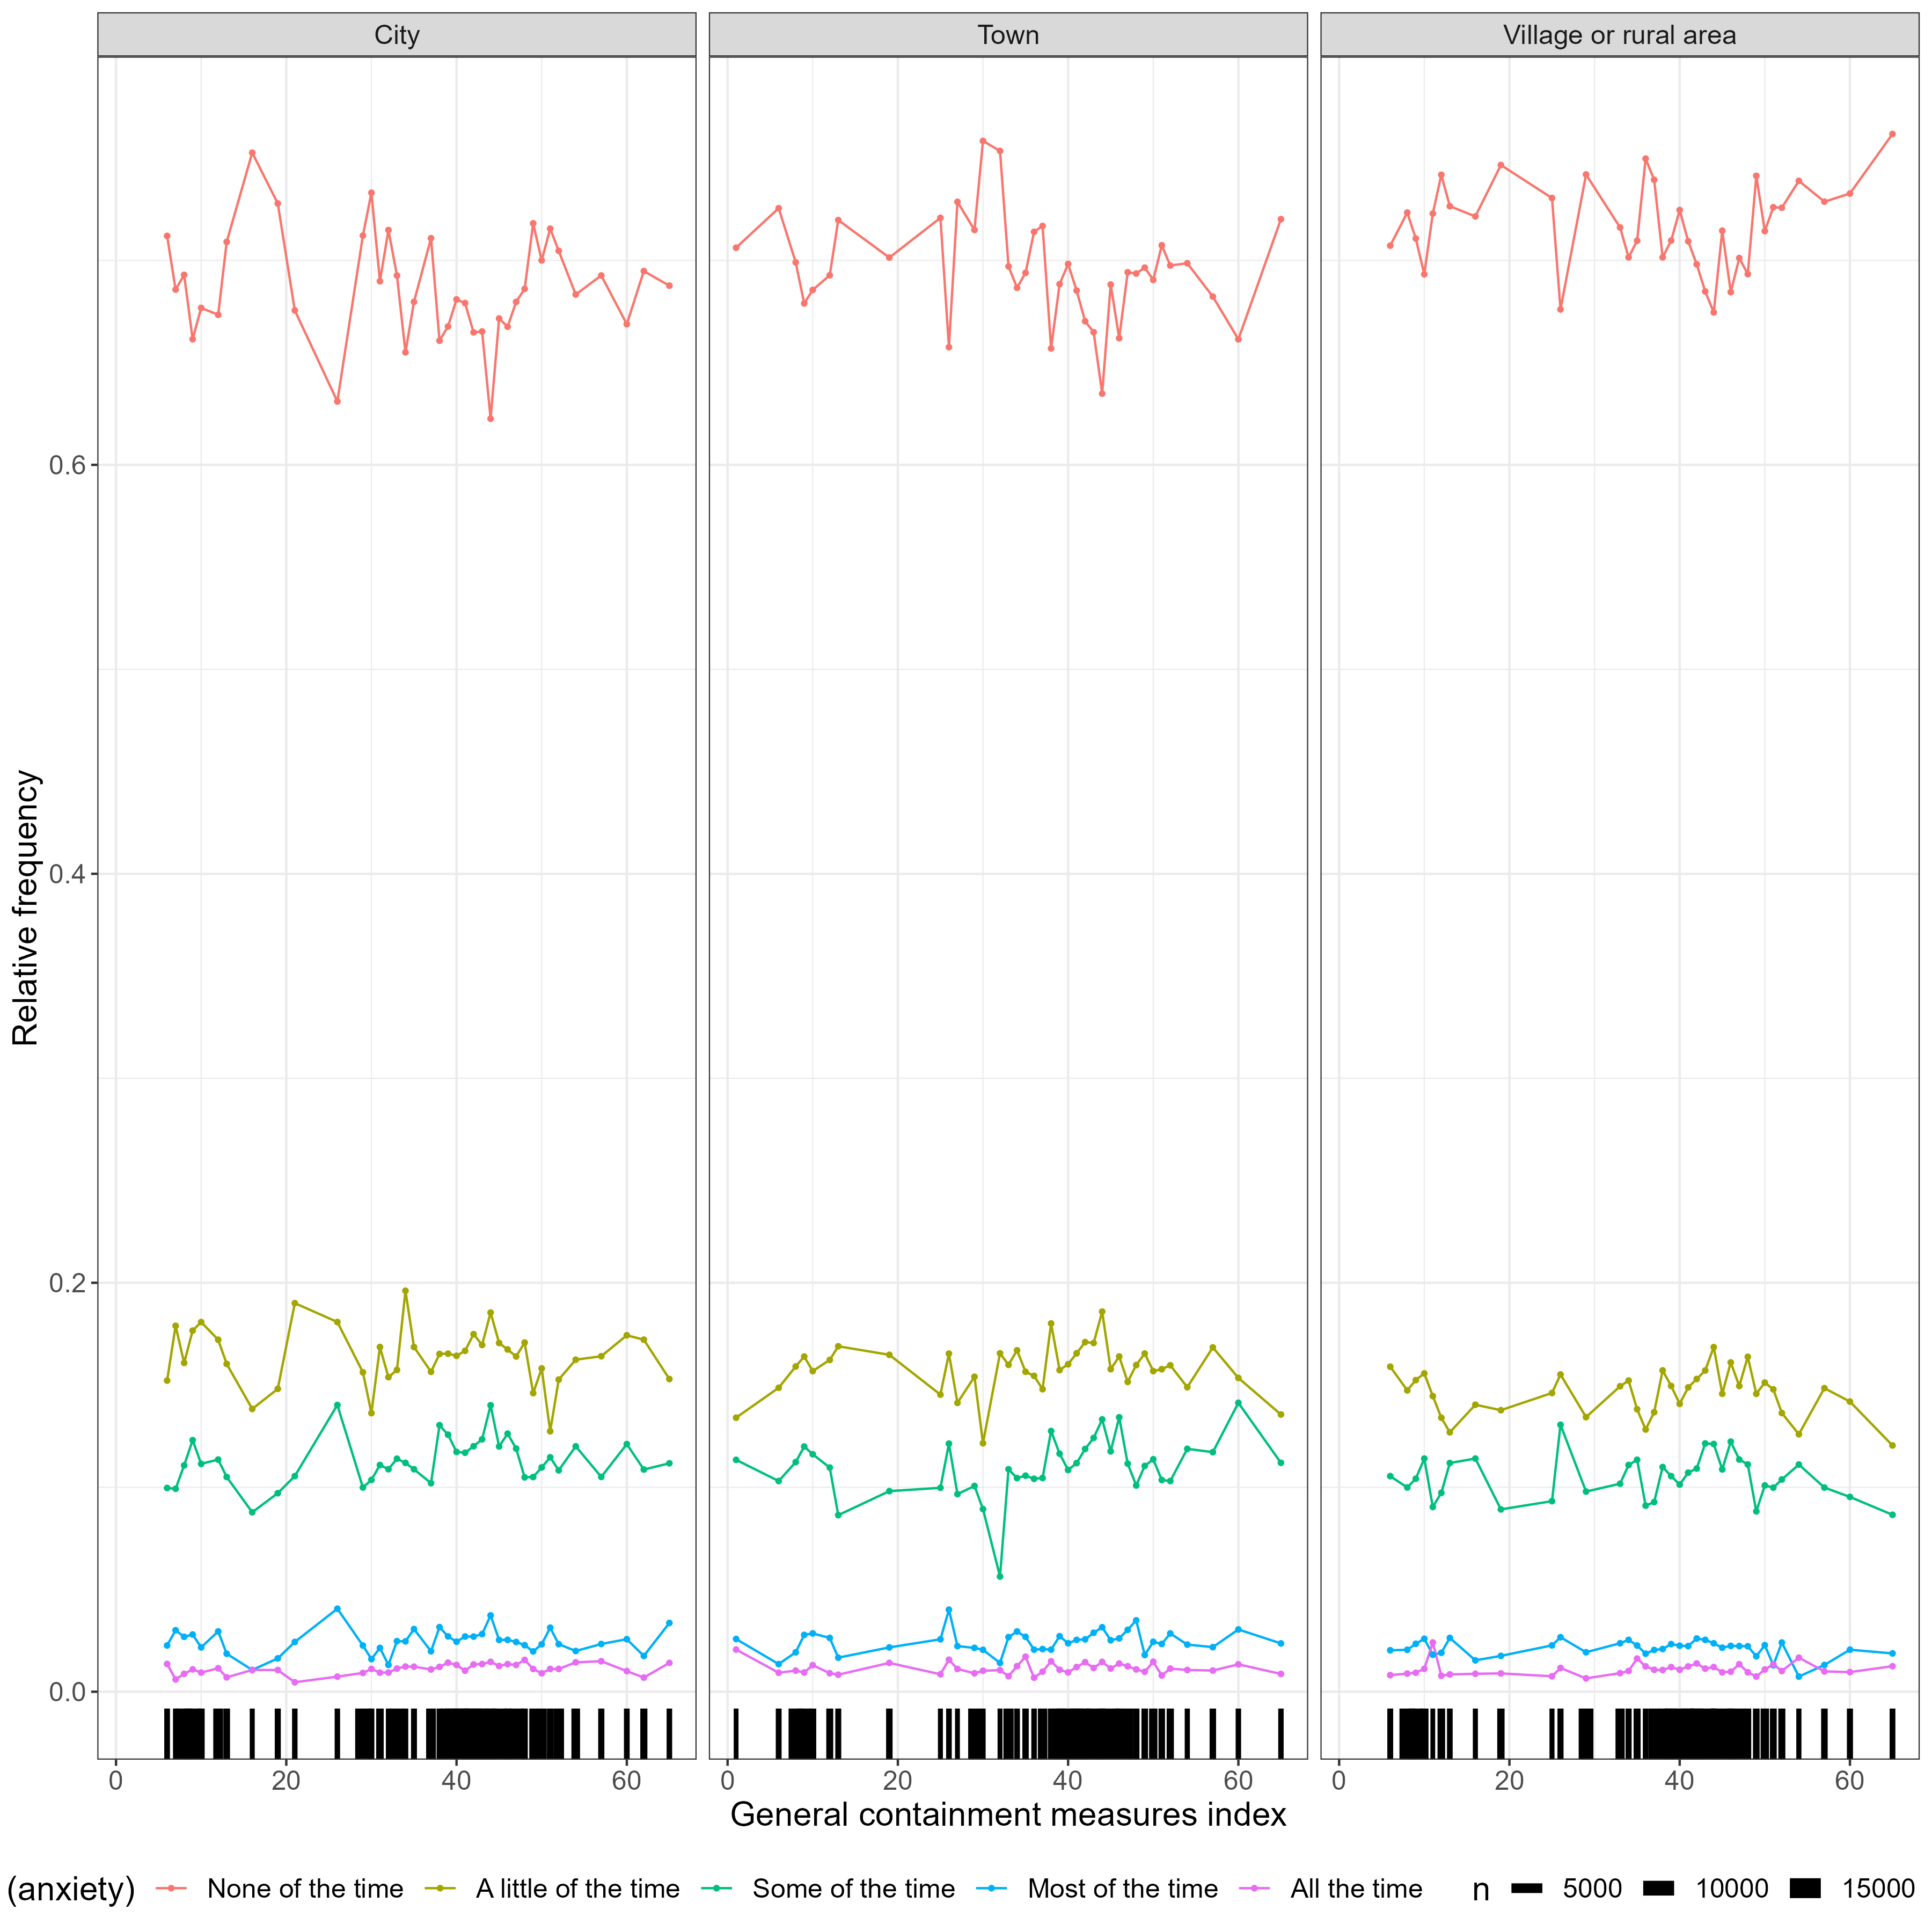 City Town Village or rural area
0.6
0.4
0.2
0.0
Relative frequency
0 20 40 60 0 20 40 60 0 20 40 60
General containment measures index
(anxiety) None of the time A little of the time Some of the time Most of the time All the time n 5000 10000 15000